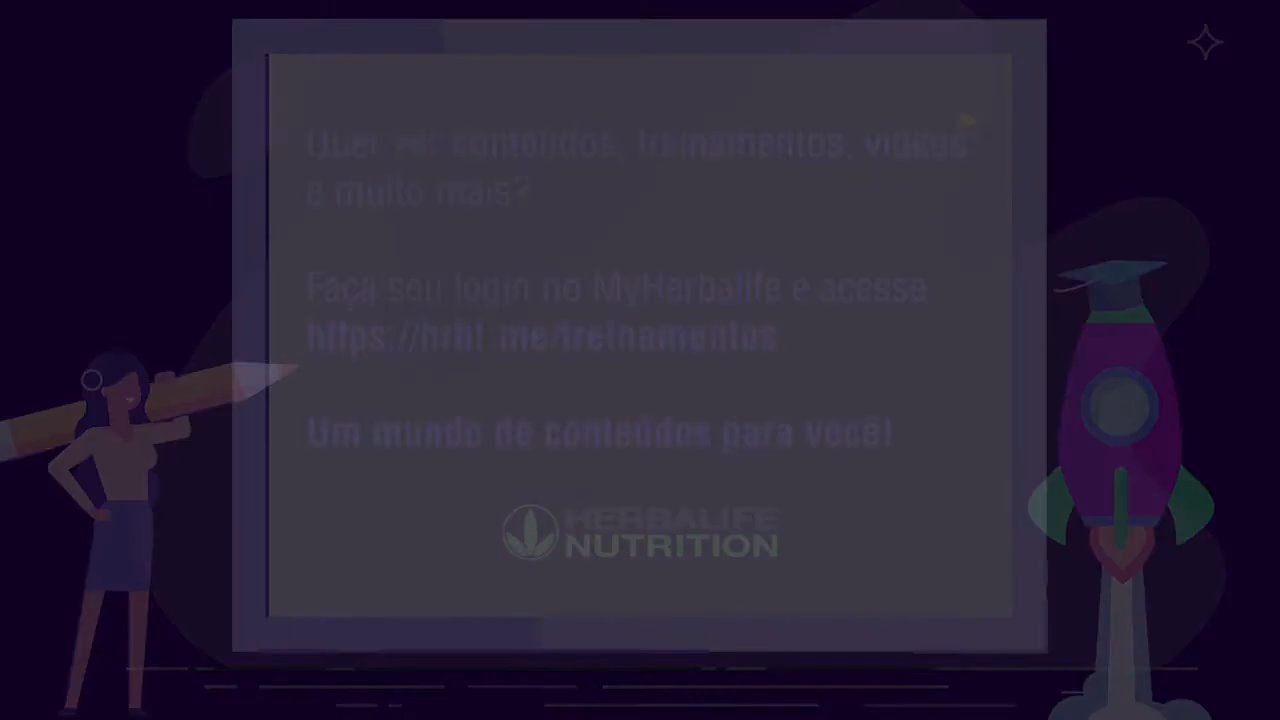 Quer ver conteúdos, treinamentos, vídeos
e muito mais?
Faça seu login no MyHerbalife e acesse
https://hrbl.me/treinamentos
Um mundo de conteúdos para você!
HERBALIFE
NUTRITION